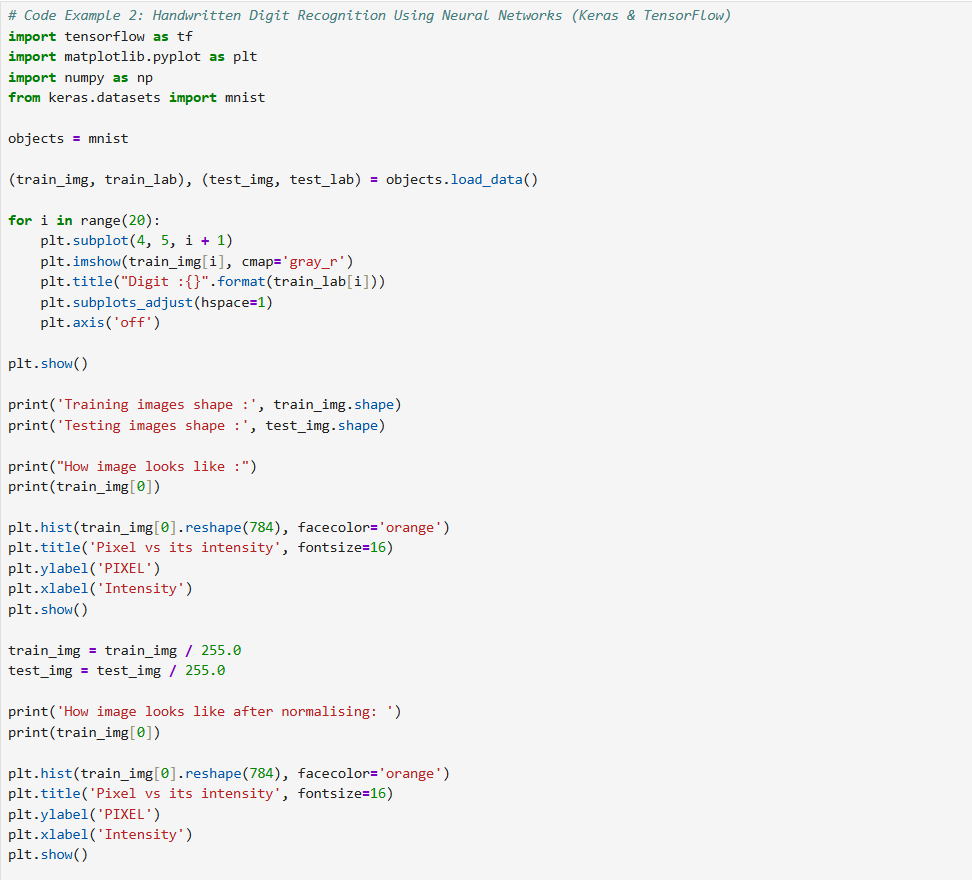 # Code Example 2: Handwritten Digit Recognition Using Neural Networks (Keras & TensorFlow)
import tensorflow as tf
import matplotlib.pyplot as plt
import numpy as np
from keras.datasets import mnist

objects = mnist

(train_img, train_lab), (test_img, test_lab) = objects.load_data()

for i in range(20):
    plt.subplot(4, 5, i + 1)
    plt.imshow(train_img[i], cmap='gray_r')
    plt.title("Digit :{}".format(train_lab[i]))
    plt.subplots_adjust(hspace=1)
    plt.axis('off')

plt.show()

print('Training images shape :', train_img.shape)
print('Testing images shape :', test_img.shape)

print("How image looks like :")
print(train_img[0])

plt.hist(train_img[0].reshape(784), facecolor='orange')
plt.title('Pixel vs its intensity', fontsize=16)
plt.ylabel('PIXEL')
plt.xlabel('Intensity')
plt.show()

train_img = train_img / 255.0
test_img = test_img / 255.0

print('How image looks like after normalising: ')
print(train_img[0])

plt.hist(train_img[0].reshape(784), facecolor='orange')
plt.title('Pixel vs its intensity', fontsize=16)
plt.ylabel('PIXEL')
plt.xlabel('Intensity')
plt.show()